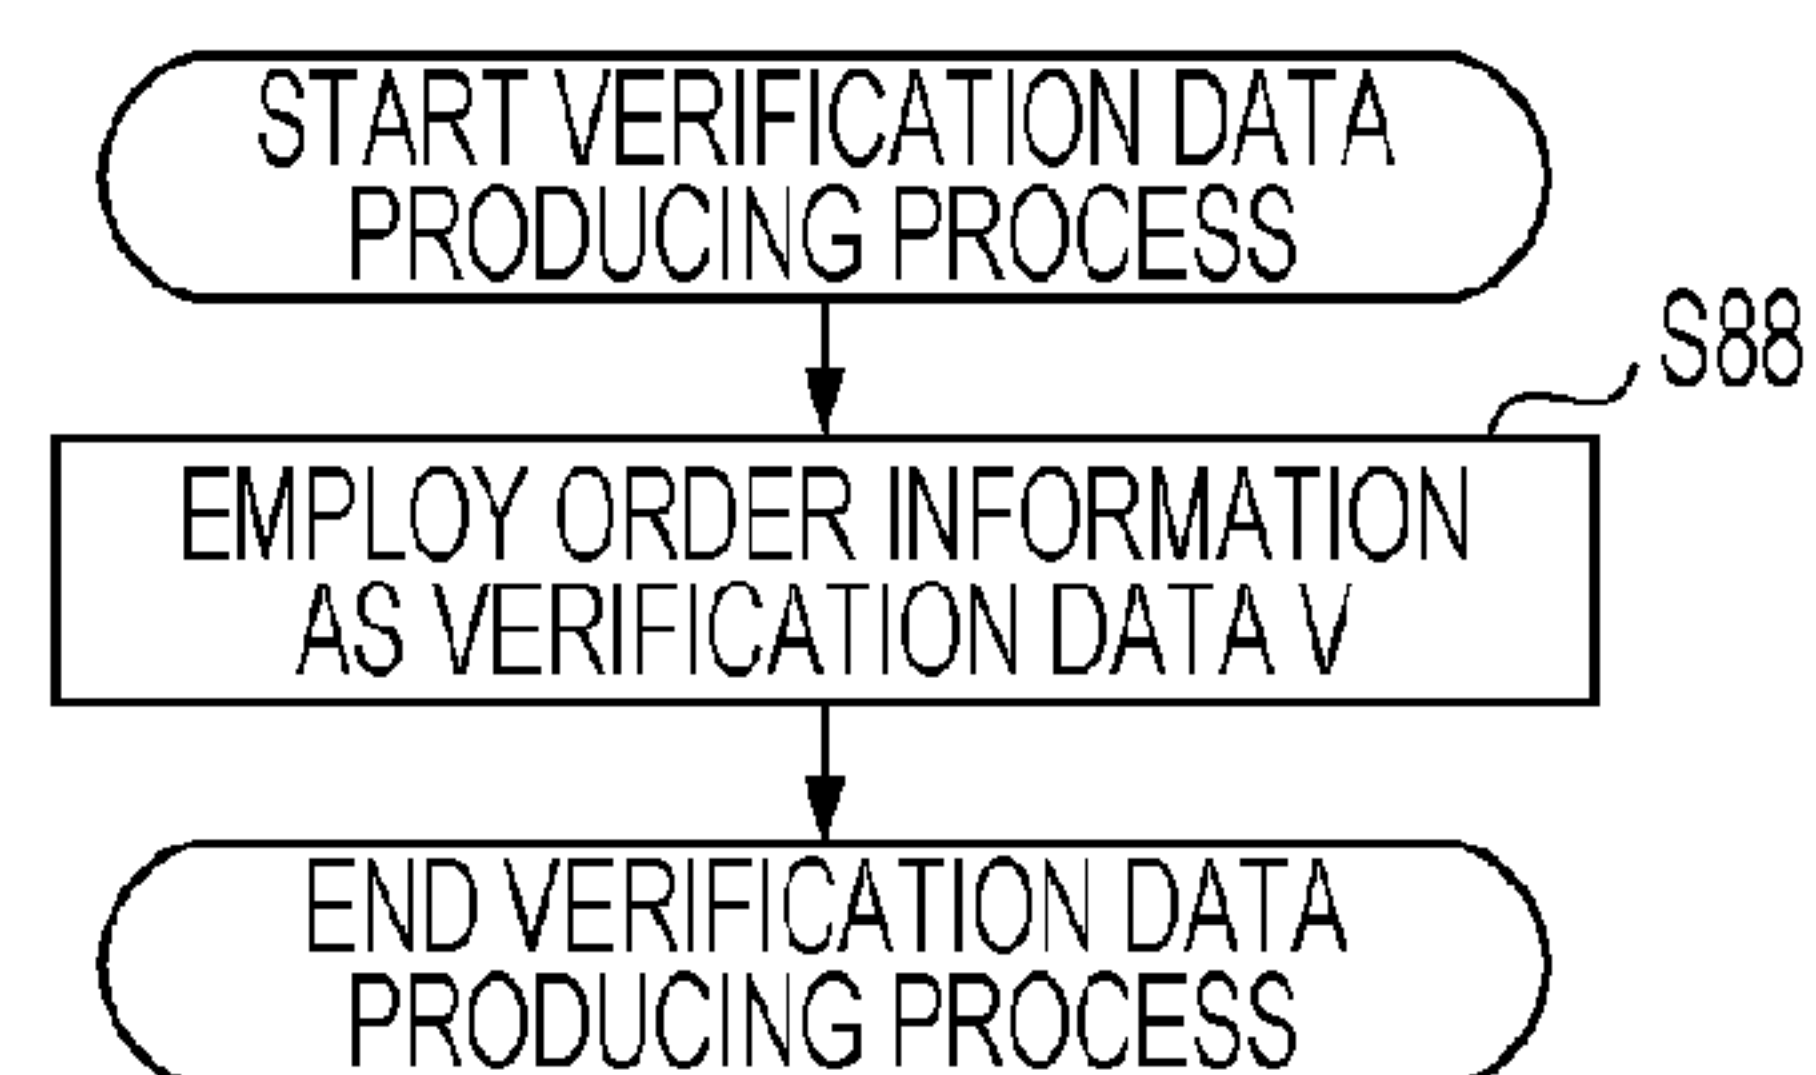 START VERIFICATION DATA
PRODUCING PROCESS
S88
EMPLOY ORDER INFORMATION
AS VERIFICATION DATA V
END VERIFICATION DATA
PRODUCING PROCESS